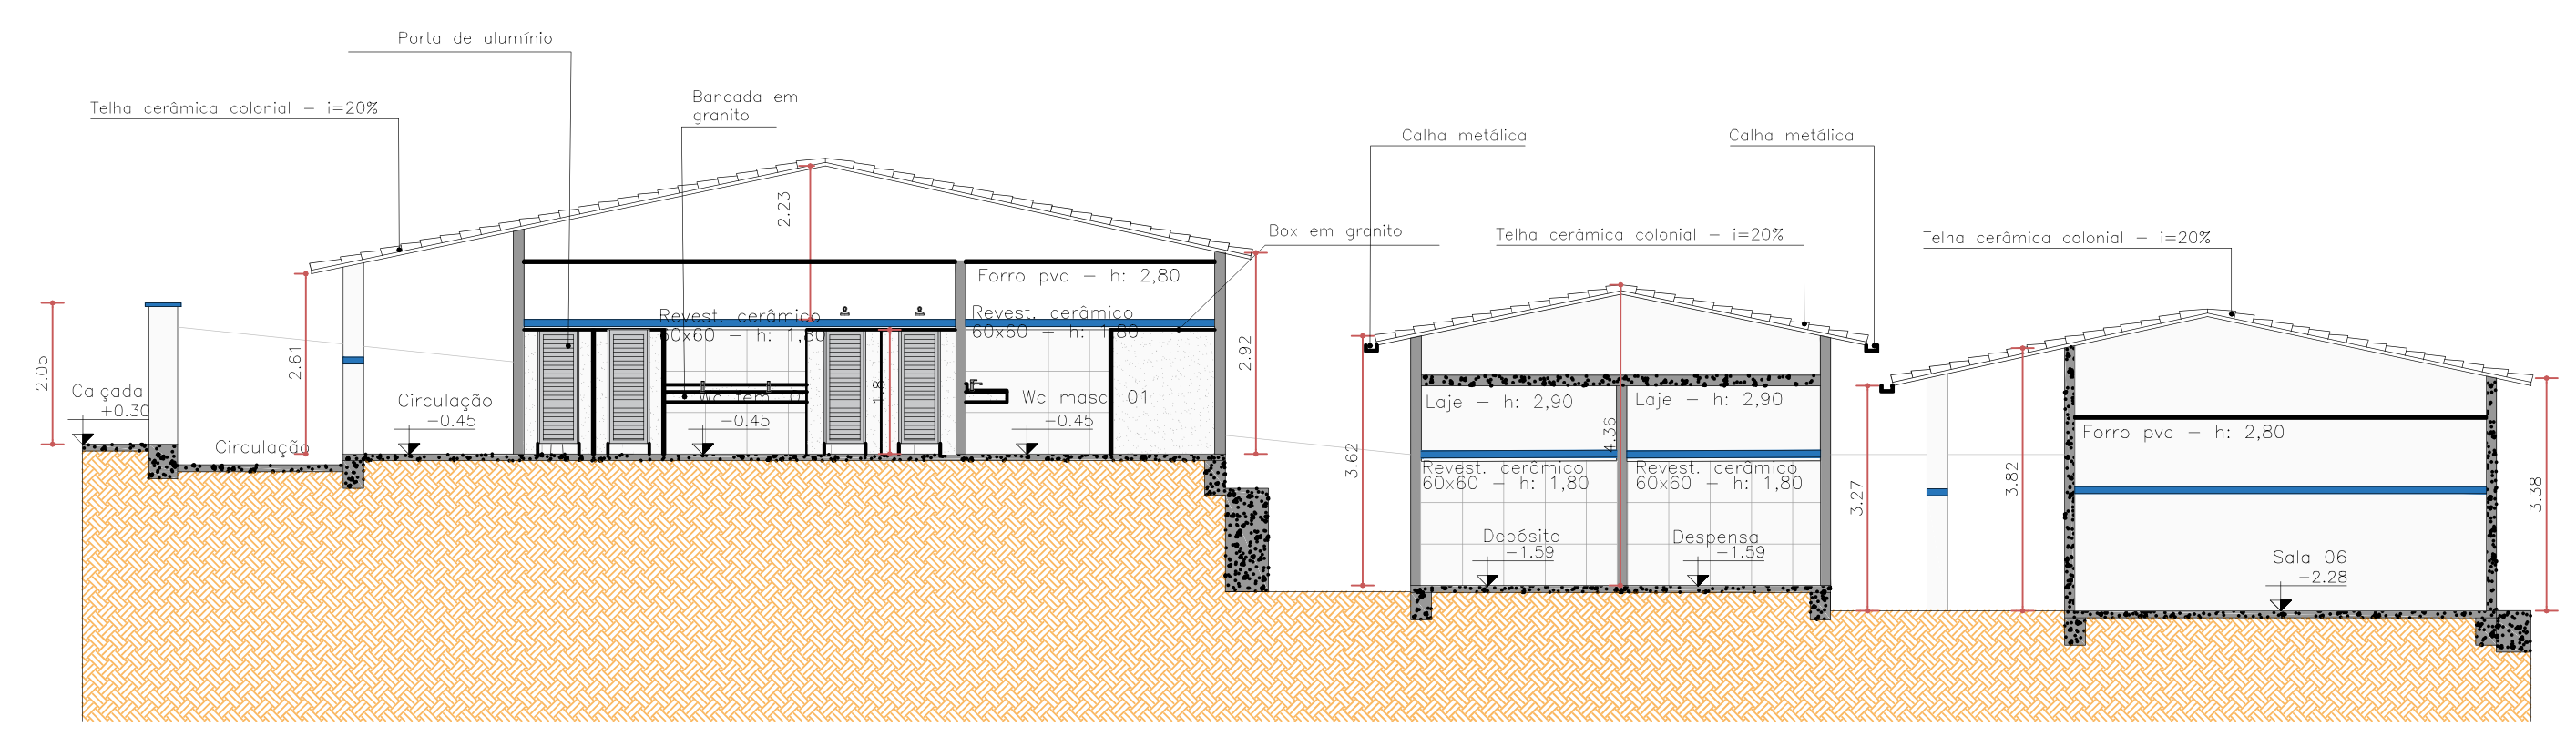 Porta de alumínio
Telha cerâmica colonial – i=20%
Bancada em
granito
Calha metálica
Calha metálica
2.23
Box em granito
Telha cerâmica colonial – i=20%
Telha cerâmica colonial – i=20%
Forro pvc – h: 2,80
Revest. cerâmico
60x60 – h: 1,80
Revest. cerâmico
60x60 – h: 1,80
2.05
2.61
2.92
1.8
Calçada
+0.30
Circulação
Circulação
–0.45
Wc fem
–0.45
Wc masc 01
–0.45
3.62
4.36
Laje – h: 2,90
Laje – h: 2,90
Revest. cerâmico
60x60 – h: 1,80
Revest. cerâmico
60x60 – h: 1,80
Depósito
–1.59
Despensa
–1.59
3.27
3.82
Forro pvc – h: 2,80
3.38
Sala 06
–2.28